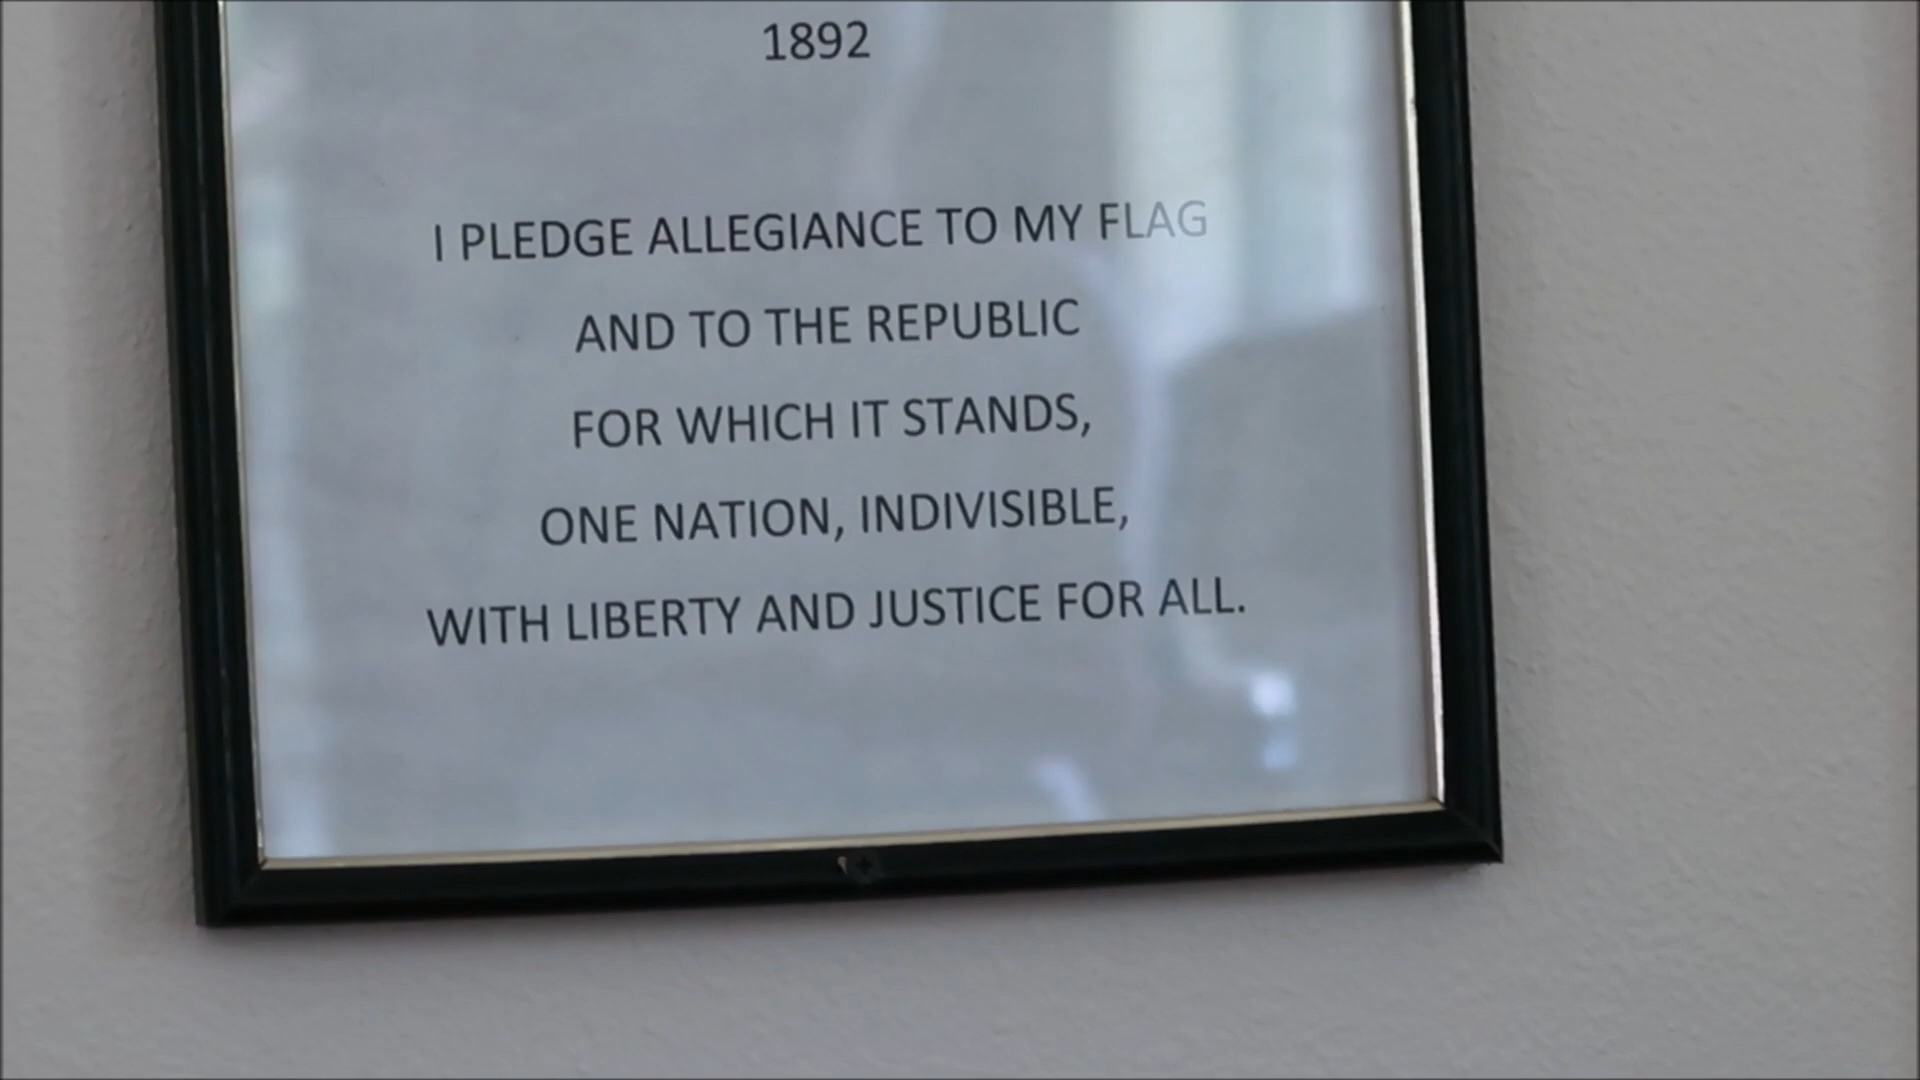 1892
I PLEDGE ALLEGIANCE TO MY FLAG
AND TO THE REPUBLIC
FOR WHICH IT STANDS,
ONE NATION, INDIVISIBLE,
WITH LIBERTY AND JUSTICE FOR ALL.